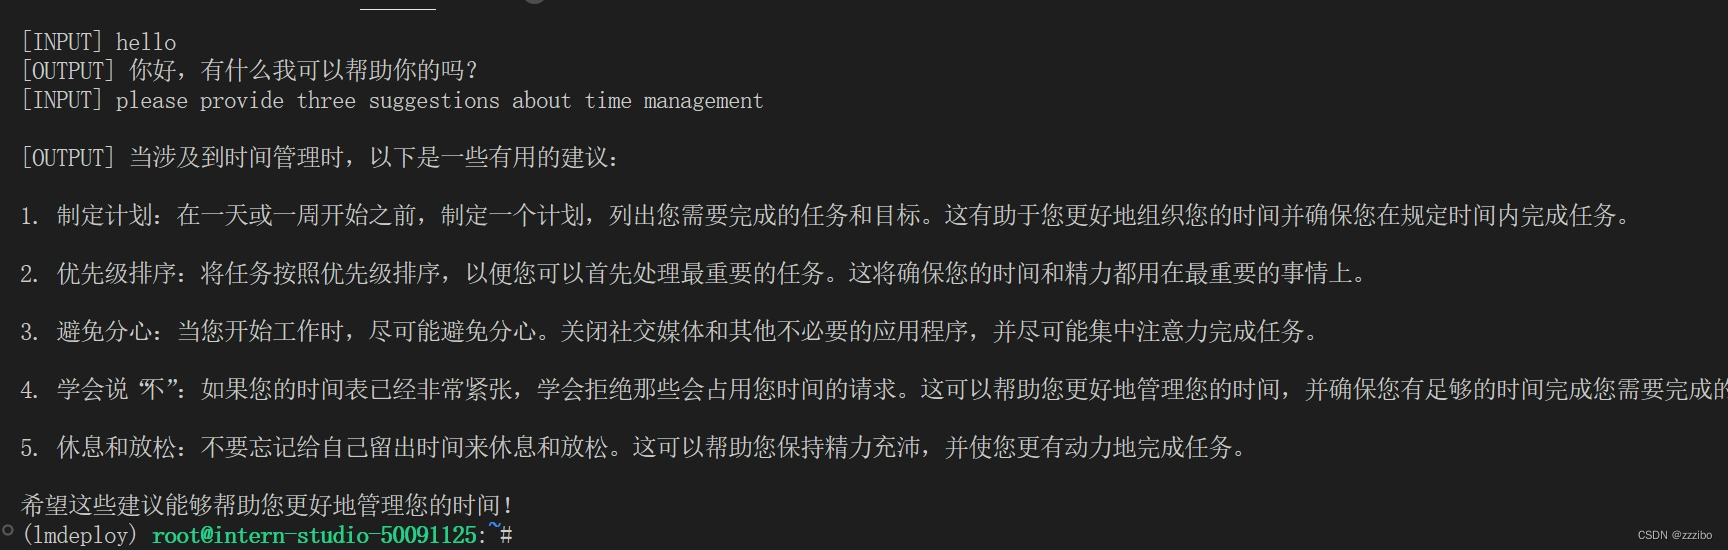 [INPUT] hello
[OUTPUT] 你好，有什么我可以帮助你的吗？
[INPUT] please provide three suggestions about time management
[OUTPUT] 当涉及到时间管理时，以下是一些有用的建议：
1. 制定计划：在一天或一周开始之前，制定一个计划，列出您需要完成的任务和目标。这有助于您更好地组织您的时间并确保您在规定时间内完成任务。
2. 优先级排序：将任务按照优先级排序，以便您可以首先处理最重要的任务。这将确保您的时间和精力都用在最重要的事情上。
3. 避免分心：当您开始工作时，尽可能避免分心。关闭社交媒体和其他不必要的应用程序，并尽可能集中注意力完成任务。
4. 学会说“不”：如果您的时间表已经非常紧张，学会拒绝那些会占用您时间的请求。这可以帮助您更好地管理您的时间，并确保您有足够的时间完成您需要完成的
5. 休息和放松：不要忘记给自己留出时间来休息和放松。这可以帮助您保持精力充沛，并使您更有动力地完成任务。
希望这些建议能够帮助您更好地管理您的时间！
(lmdeploy) root@intern-studio-50091125:~#
CSDN @zzzibo